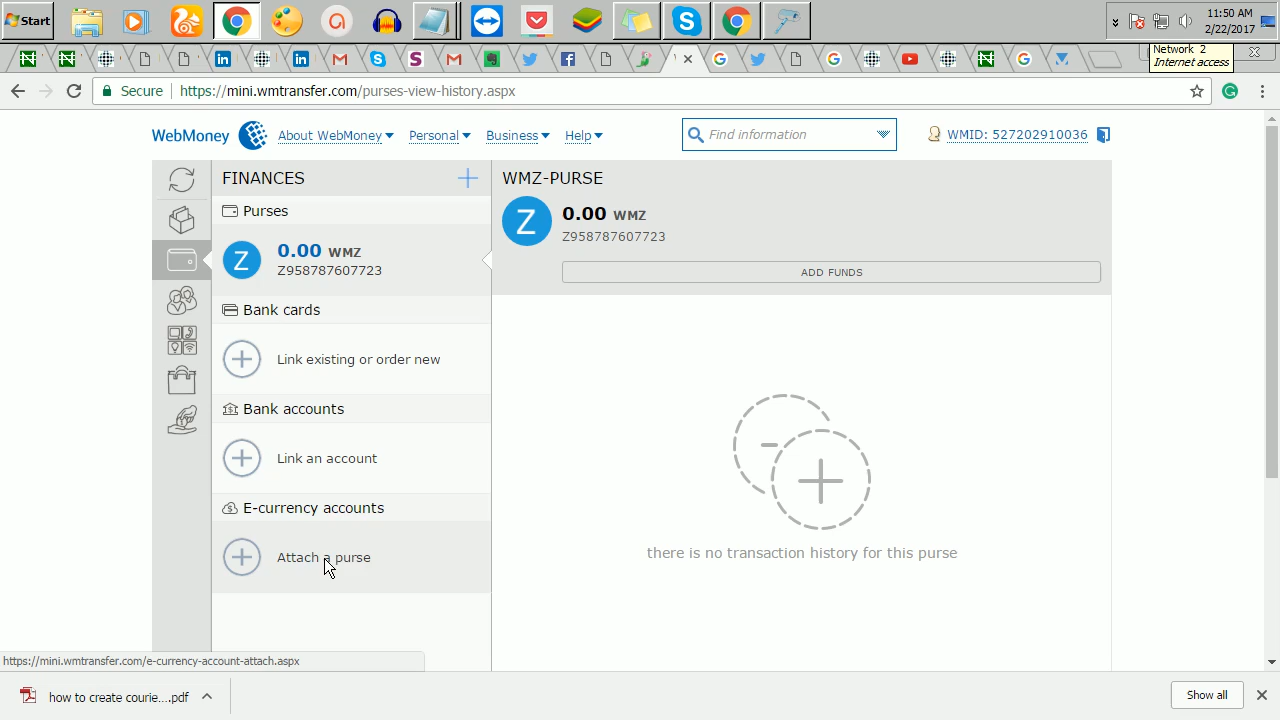 Start
11:50 AM
2/22/2017
Network 2
Internet access
Secure
https://mini.wmtransfer.com/purses-view-history.aspx
WebMoney
About WebMoney
Personal
Business
Help
Find information
WMID: 527202910036
FINANCES
Purses
0.00 WMZ
Z958787607723
Bank cards
Link existing or order new
Bank accounts
Link an account
E-currency accounts
Attach a purse
WMZ-PURSE
Z
0.00 WMZ
Z958787607723
ADD FUNDS
there is no transaction history for this purse
https://mini.wmtransfer.com/e-currency-account-attach.aspx
how to create courie....pdf
Show all